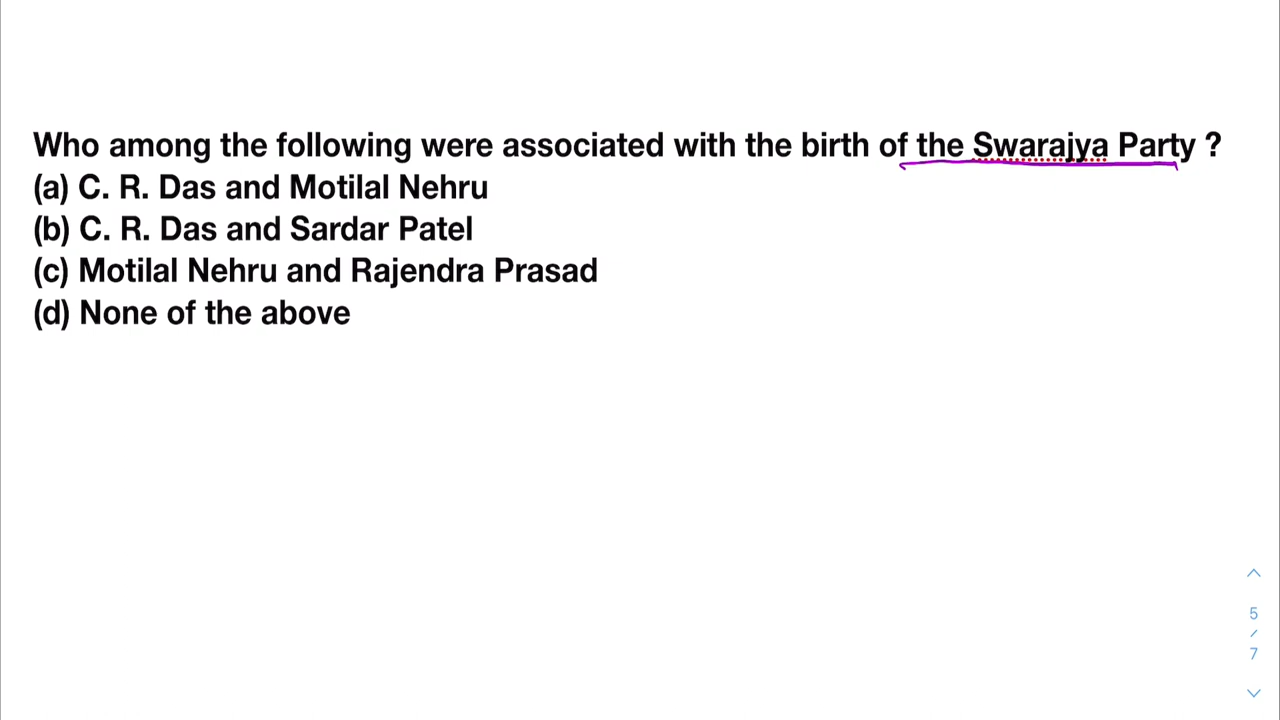 Who among the following were associated with the birth of the Swarajya Party ?
(a) C. R. Das and Motilal Nehru
(b) C. R. Das and Sardar Patel
(c) Motilal Nehru and Rajendra Prasad
(d) None of the above
5
/
7